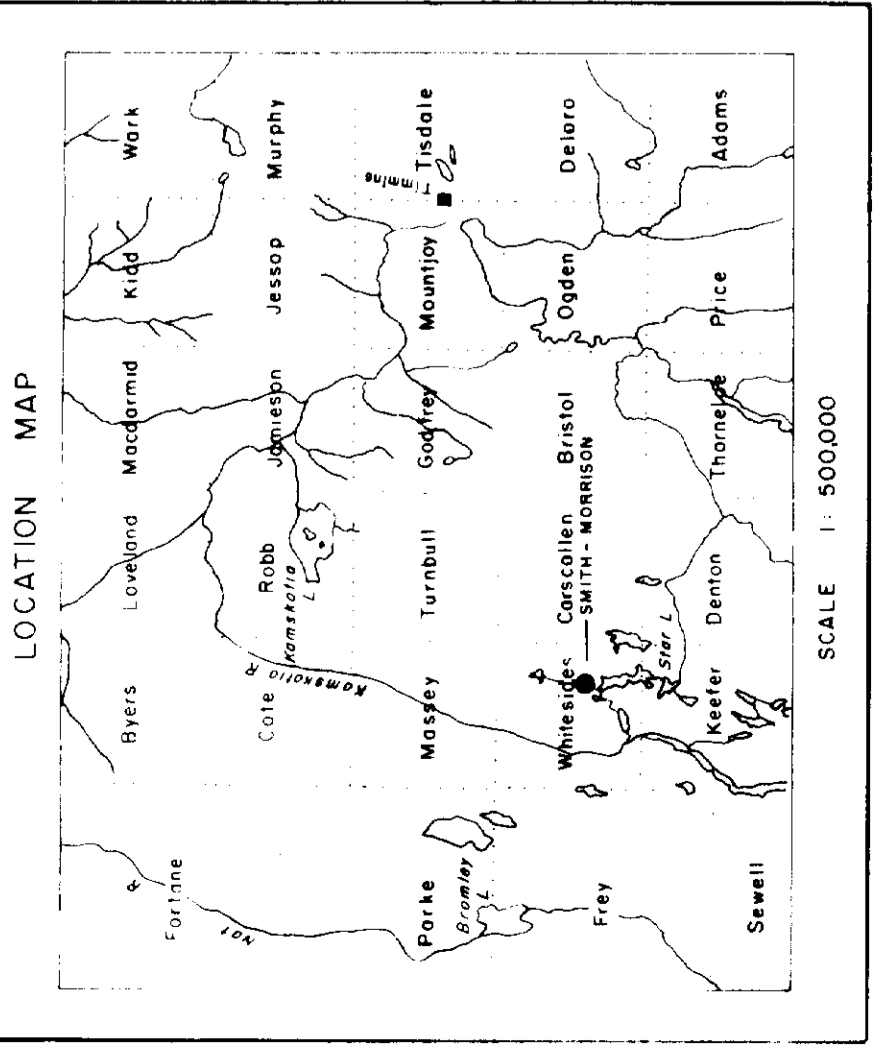 LOCATION MAP
Byers Loveland Macdarmid Kidd Wark
R
Fortune
Nat
Kamskotia R
Cote Robb Jamieson Jessop Murphy
Kamskotia
L
Timmins
Parke Massey Turnbull Godfrey Mountjoy Tisdale
Bromley
L
Whitesides Carscallen Bristol Ogden Deloro
SMITH - MORRISON
Frey
Star L
Keefer Denton Thorneloe Price Adams
Sewell
SCALE 1: 500,000